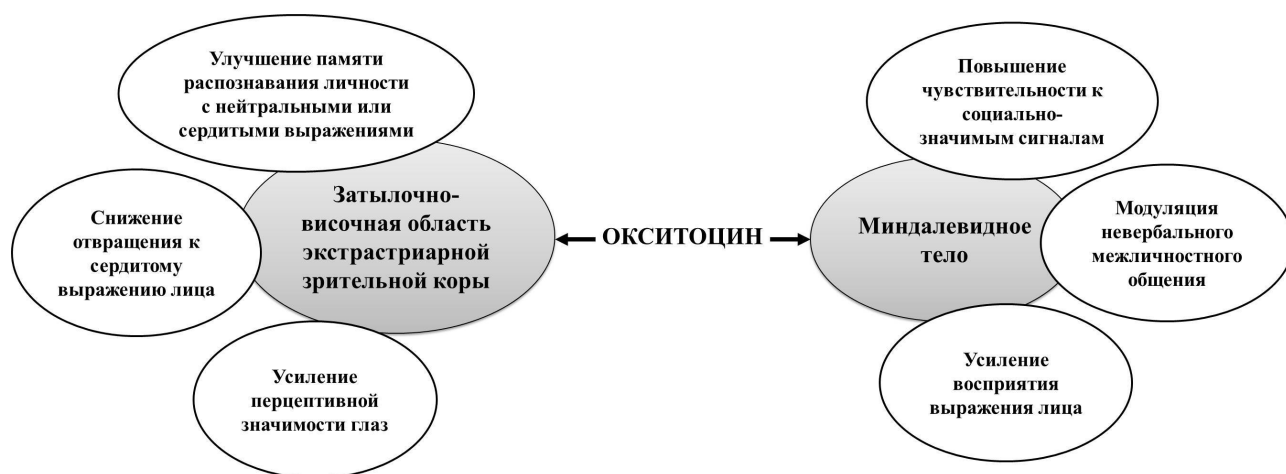 Улучшение памяти
распознавания личности
с нейтральными или
сердитыми выражениями
Снижение
отвращения к
сердитому
выражению лица
Затылочно-
височная область
экстрастриарной
зрительной коры
Усиление
перцептивной
значимости глаз
ОКСИТОЦИН
Повышение
чувствительности к
социально-
значимым сигналам
Миндалевидное
тело
Модуляция
невербального
межличностного
общения
Усиление
восприятия
выражения лица